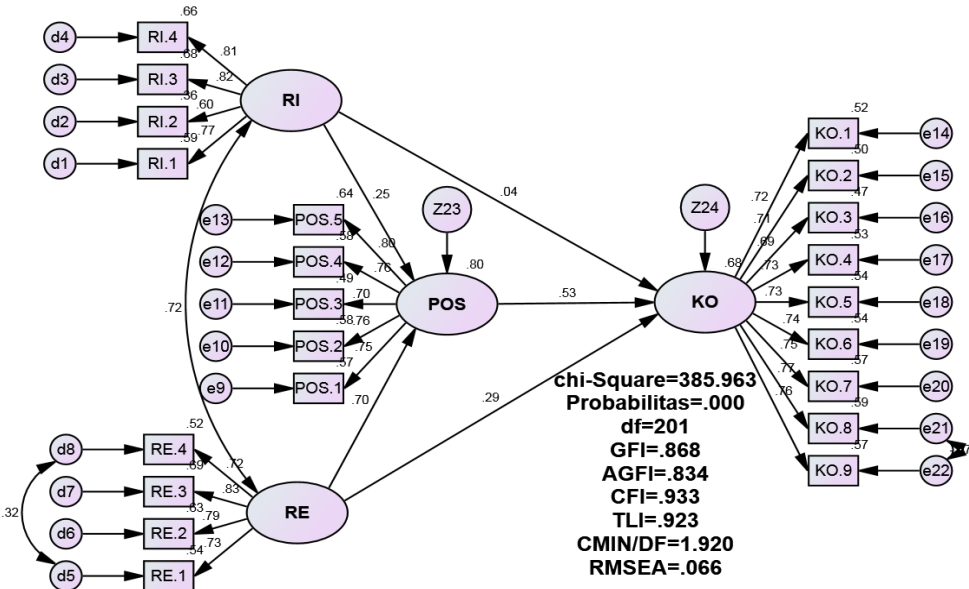 .66
d4
RI.4
.81
.68
d3
RI.3
.82
RI
.36
d2
RI.2
.60
.77
.59
d1
RI.1
.52
KO.1
e14
.50
KO.2
e15
.47
KO.3
e16
.53
KO.4
e17
.54
KO.5
e18
.54
KO.6
e19
.57
KO.7
e20
.59
KO.8
e21
.57
KO.9
e22
.72
.71
.69
.73
.73
.74
.75
.77
.76
.04
.25
Z23
Z24
.64
e13
POS.5
.80
.58
e12
POS.4
.76
.49
e11
POS.3
.70
.58
e10
POS.2
.76
.57
e9
POS.1
.75
.80
POS
.53
.68
KO
.72
.70
.29
.52
d8
RE.4
.72
.69
d7
RE.3
.83
RE
.63
d6
RE.2
.79
.54
d5
RE.1
.73
.32
chi-Square=385.963
Probabilitas=.000
df=201
GFI=.868
AGFI=.834
CFI=.933
TLI=.923
CMIN/DF=1.920
RMSEA=.066